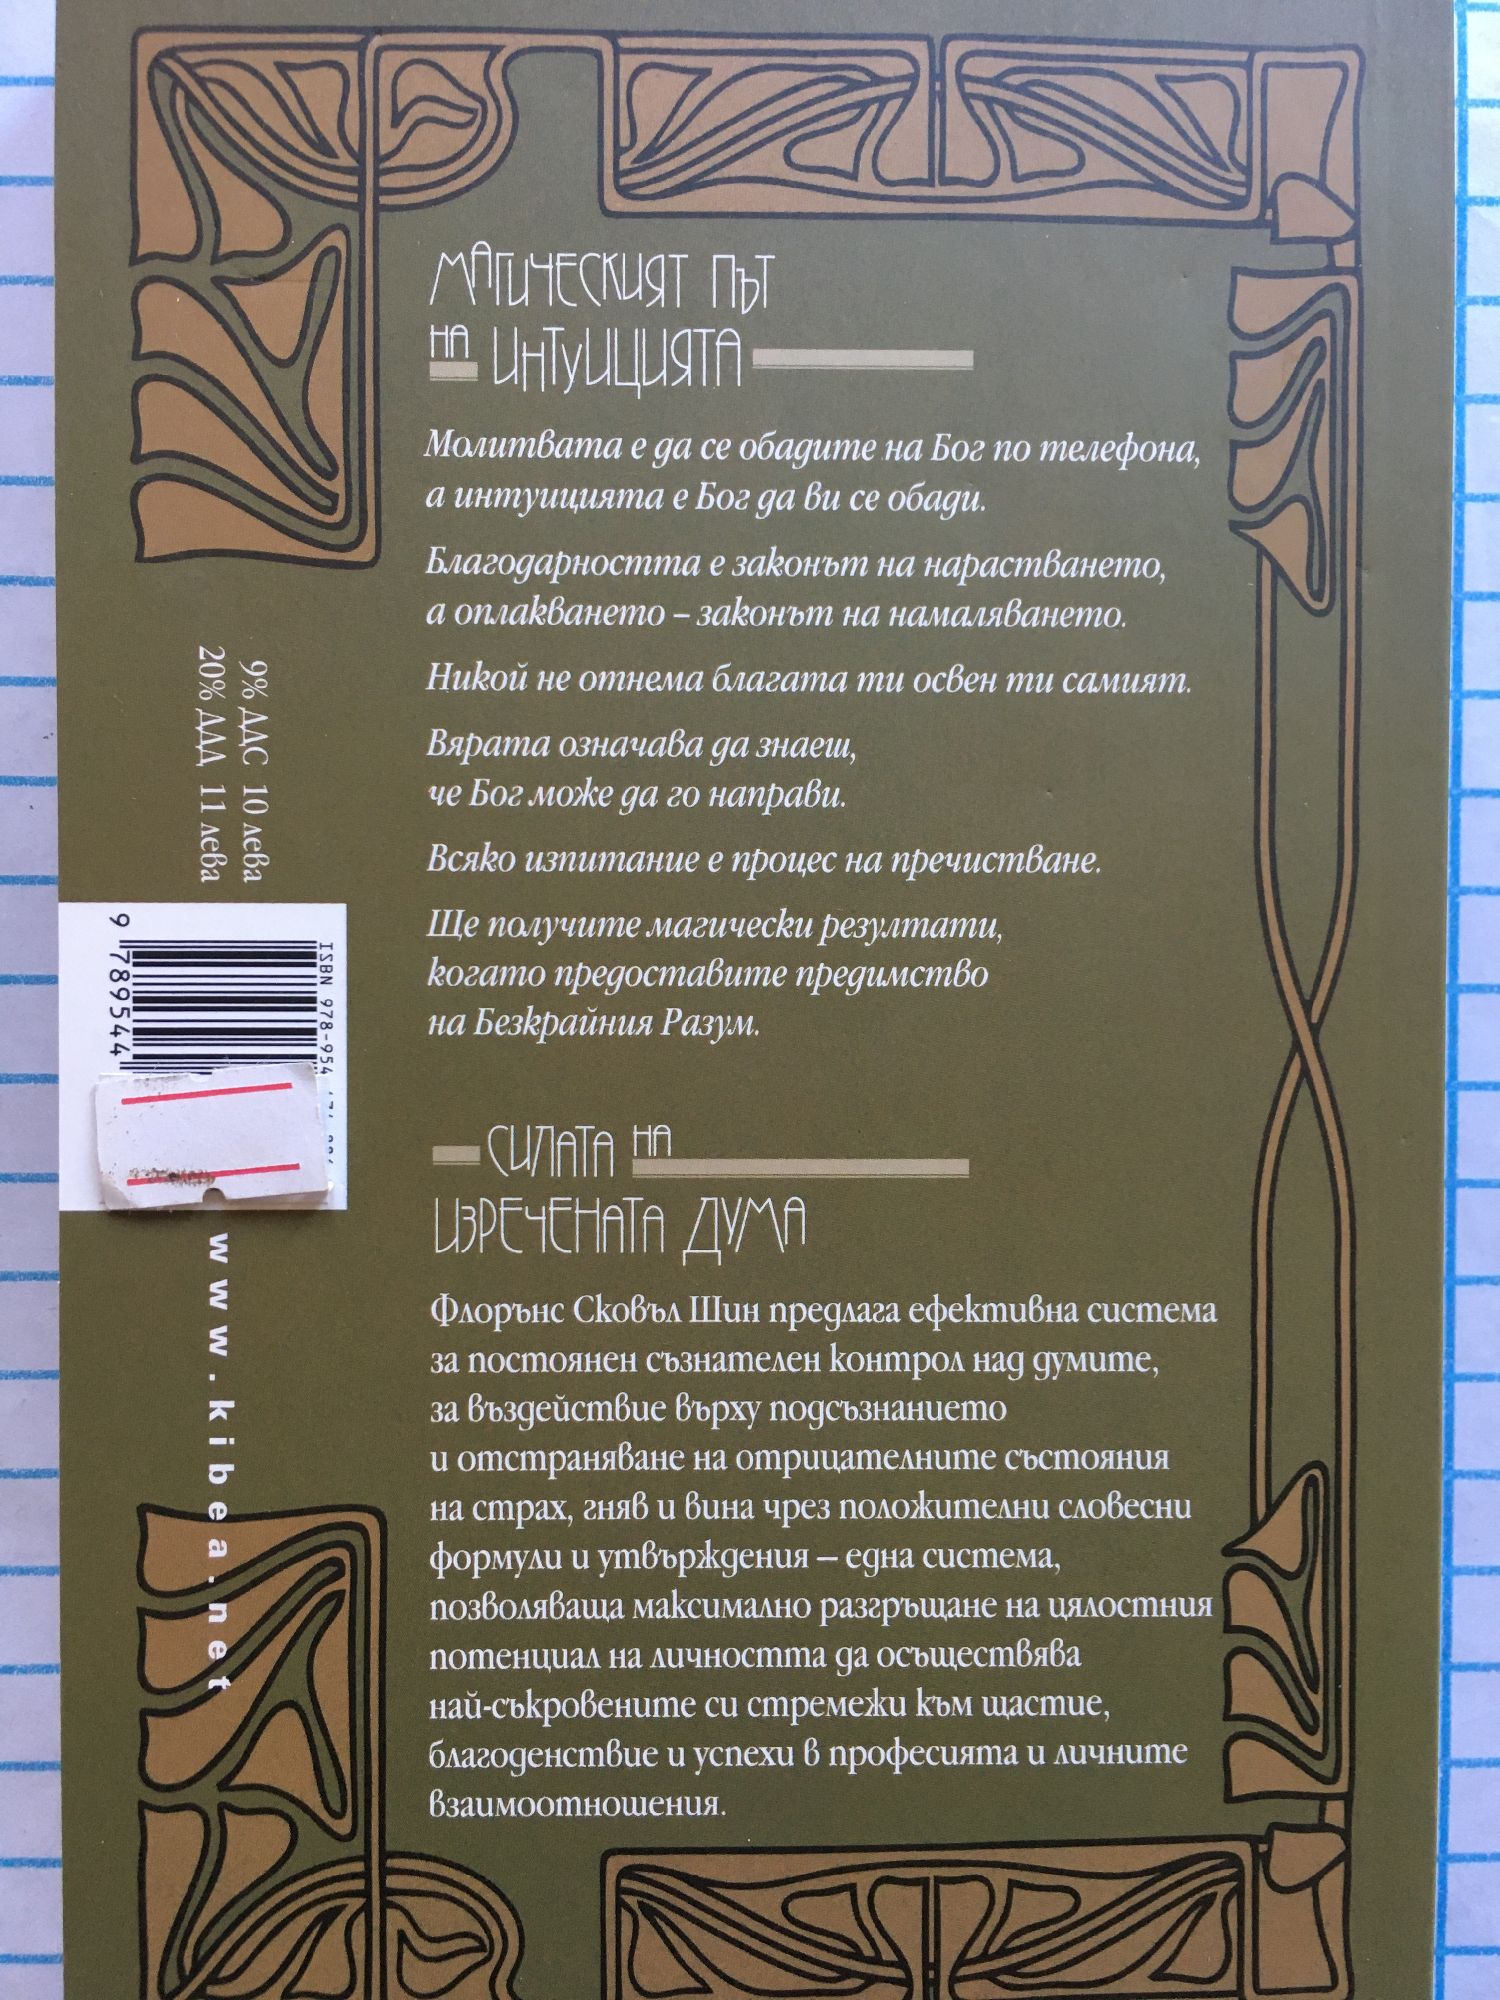 МАГИЧЕСКИЯТ ПЪТ
НА ИНТУИЦИЯТА
Молитвата е да се обадите на Бог по телефона,
а интуицията е Бог да ви се обади.
Благодарността е законът на нарастването,
а оплакването – законът на намаляването.
Никой не отнема благата ти освен ти самият.
Вярата означава да знаеш,
че Бог може да го направи.
Всяко изпитание е процес на пречистване.
Ще получите магически резултати,
когато предоставите предимство
на Безкрайния Разум.
СИЛАТА НА
ИЗРЕЧЕНАТА ДУМА
Флорънс Сковъл Шин предлага ефективна система
за постоянен съзнателен контрол над думите,
за въздействие върху подсъзнанието
и отстраняване на отрицателните състояния
на страх, гняв и вина чрез положителни словесни
формули и утвърждения – една система,
позволяваща максимално разгръщане на цялостния
потенциал на личността да осъществява
най-съкровените си стремежи към щастие,
благоденствие и успехи в професията и личните
взаимоотношения.
9% ДДС 10 лева
20% ДДД 11 лева
ISBN 978-954
9 789544
www.kibea.net